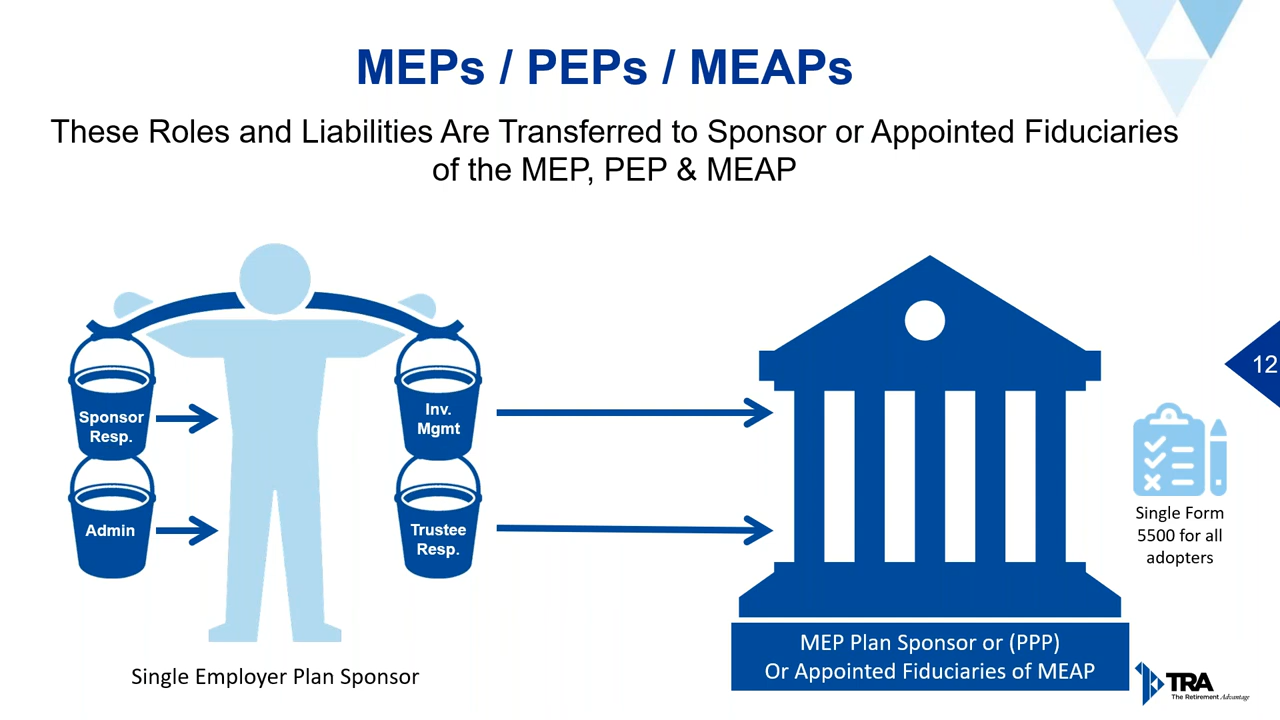 MEPs / PEPs / MEAPs
These Roles and Liabilities Are Transferred to Sponsor or Appointed Fiduciaries
of the MEP, PEP & MEAP
Sponsor
Resp.
Inv.
Mgmt
Admin
Trustee
Resp.
12
Single Form
5500 for all
adopters
Single Employer Plan Sponsor
MEP Plan Sponsor or (PPP)
Or Appointed Fiduciaries of MEAP
TRA
The Retirement Advantage